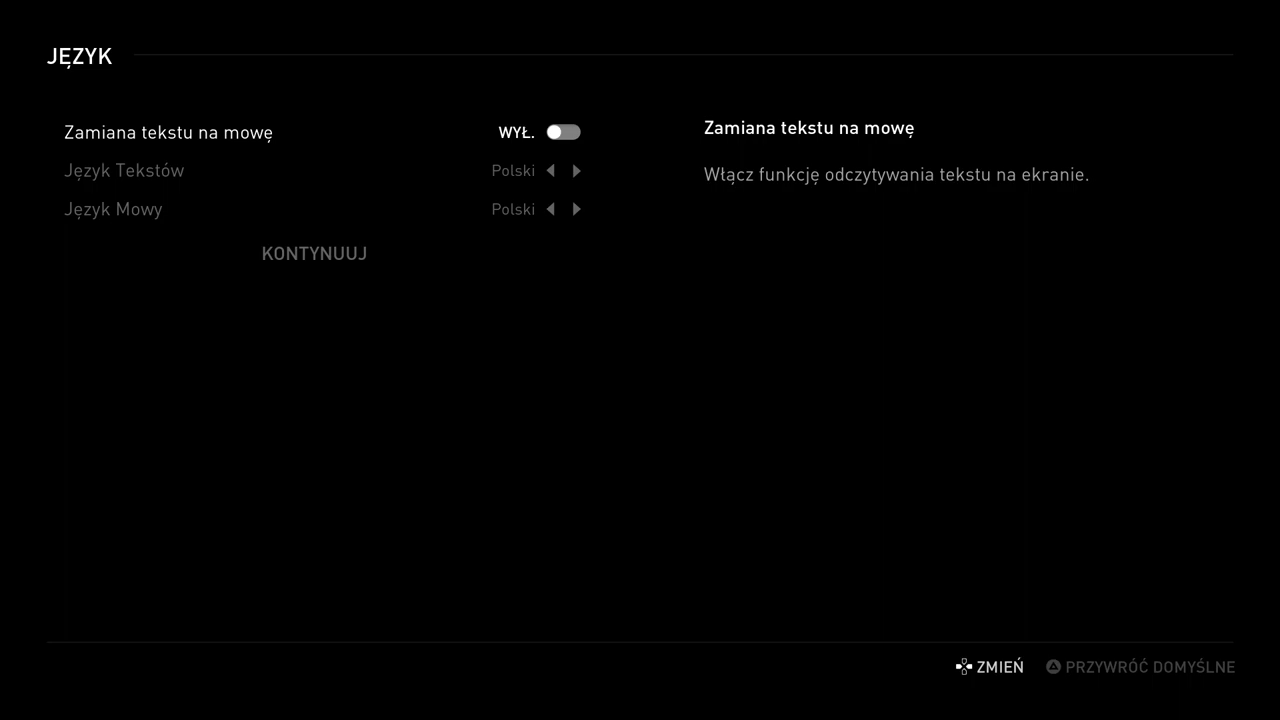 JĘZYK
Zamiana tekstu na mowę WYŁ.
Język Tekstów Polski
Język Mowy Polski
KONTYNUUJ
Zamiana tekstu na mowę
Włącz funkcję odczytywania tekstu na ekranie.
ZMIEŃ PRZYWRÓĆ DOMYŚLNE